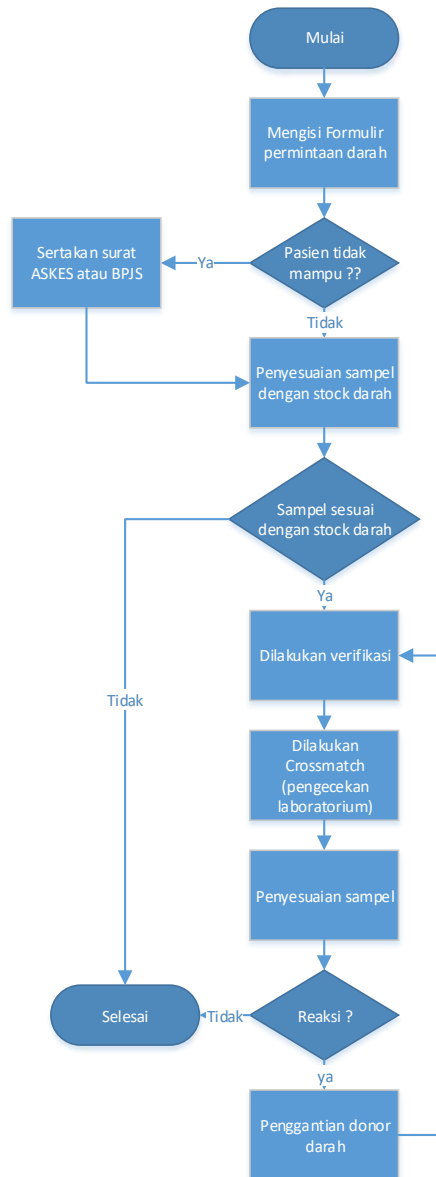 Mulai
Mengisi Formulir
permintaan darah
Pasien tidak
mampu ??
Ya
Sertakan surat
ASKES atau BPJS
Tidak
Penyesuaian sampel
dengan stock darah
Sampel sesuai
dengan stock darah
Ya
Tidak
Dilakukan verifikasi
Dilakukan
Crossmatch
(pengecekan
laboratorium)
Penyesuaian sampel
Reaksi ?
Tidak
Selesai
ya
Penggantian donor
darah